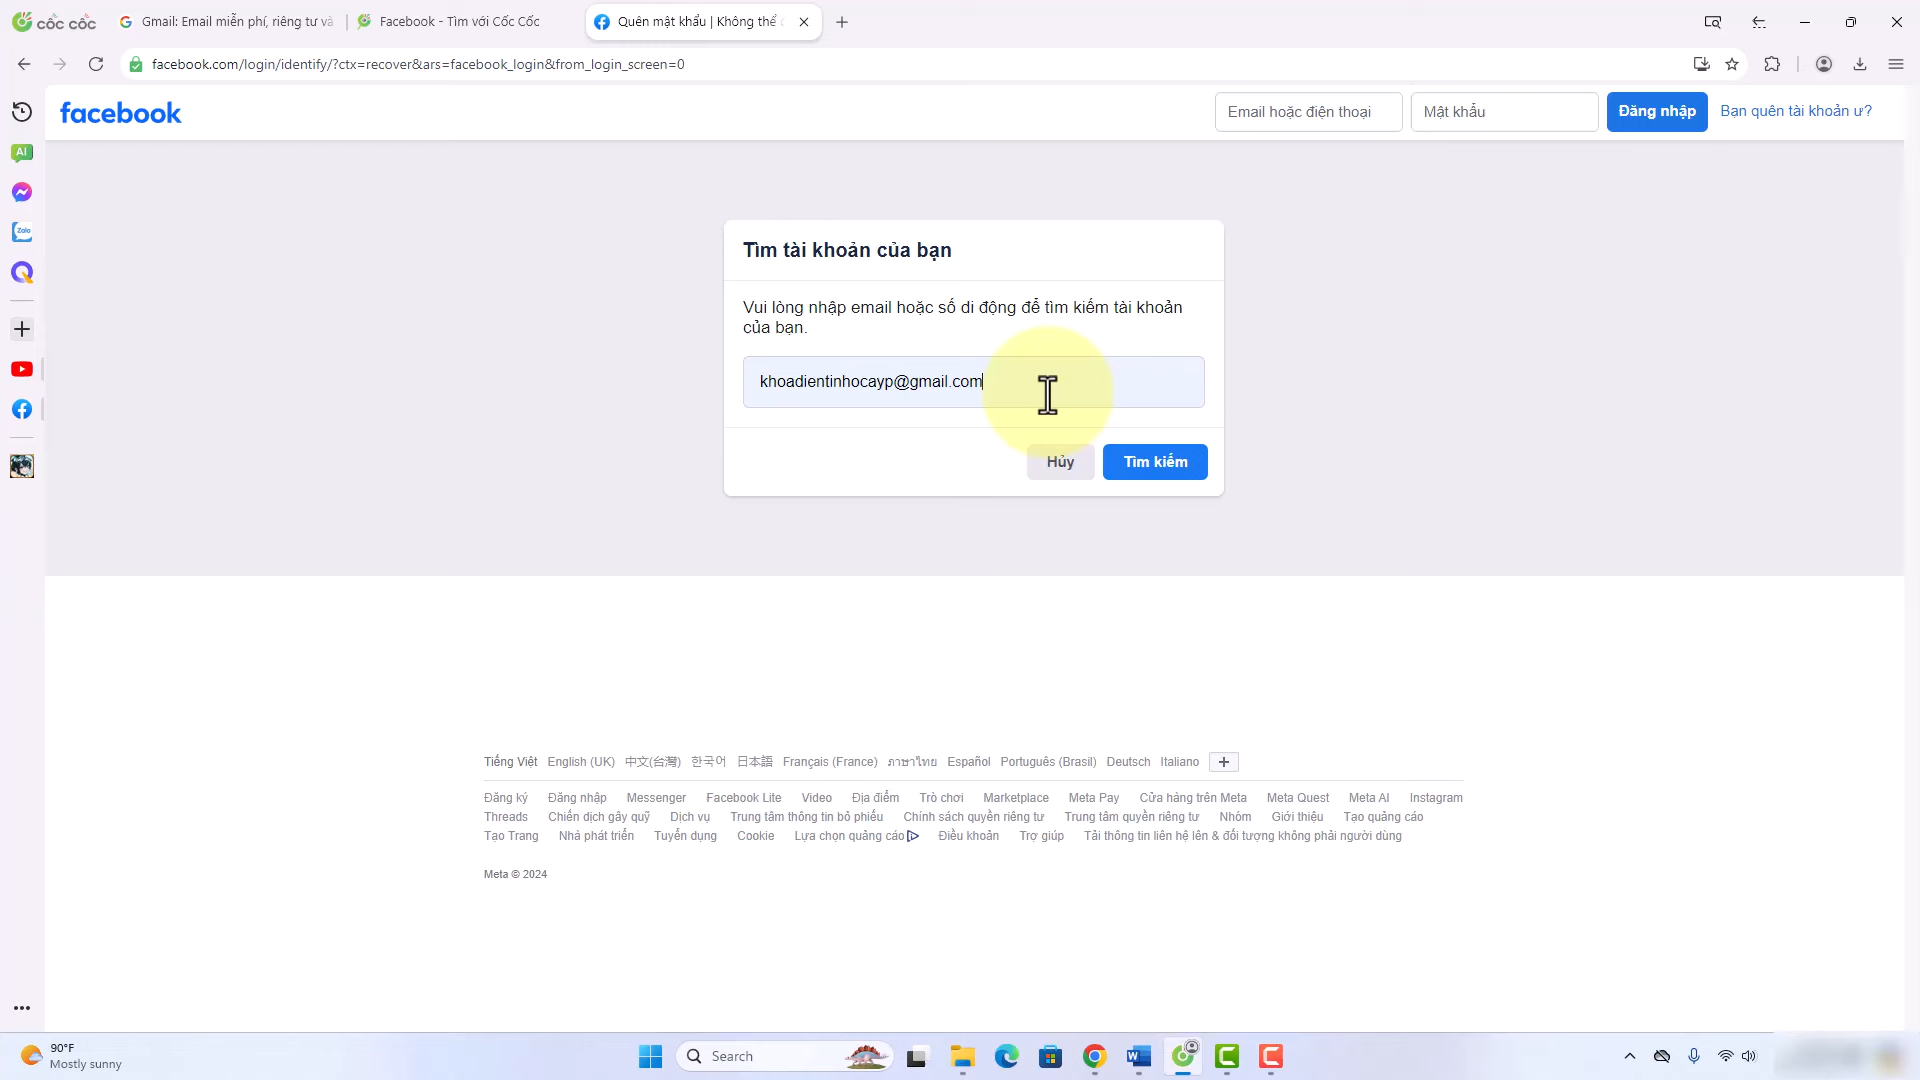 cốc cốc
Gmail: Email miễn phí, riêng tư và
Facebook - Tìm với Cốc Cốc
Quên mật khẩu | Không thể
facebook.com/login/identify/?ctx=recover&ars=facebook_login&from_login_screen=0
facebook
Email hoặc điện thoại
Mật khẩu
Đăng nhập
Bạn quên tài khoản ư?
AI
Zalo
Tìm tài khoản của bạn
Vui lòng nhập email hoặc số di động để tìm kiếm tài khoản
của bạn.
khoadientinhocayp@gmail.com
Hủy
Tìm kiếm
Tiếng Việt English (UK) 中文(台灣) 한국어 日本語 Français (France) ภาษาไทย Español Português (Brasil) Deutsch Italiano
Đăng ký Đăng nhập Messenger Facebook Lite Video Địa điểm Trò chơi Marketplace Meta Pay Cửa hàng trên Meta Meta Quest Meta AI Instagram
Threads Chiến dịch gây quỹ Dịch vụ Trung tâm thông tin bỏ phiếu Chính sách quyền riêng tư Trung tâm quyền riêng tư Nhóm Giới thiệu Tạo quảng cáo
Tạo Trang Nhà phát triển Tuyển dụng Cookie Lựa chọn quảng cáo Điều khoản Trợ giúp Tải thông tin liên hệ lên & đối tượng không phải người dùng
Meta © 2024
90°F
Mostly sunny
Search